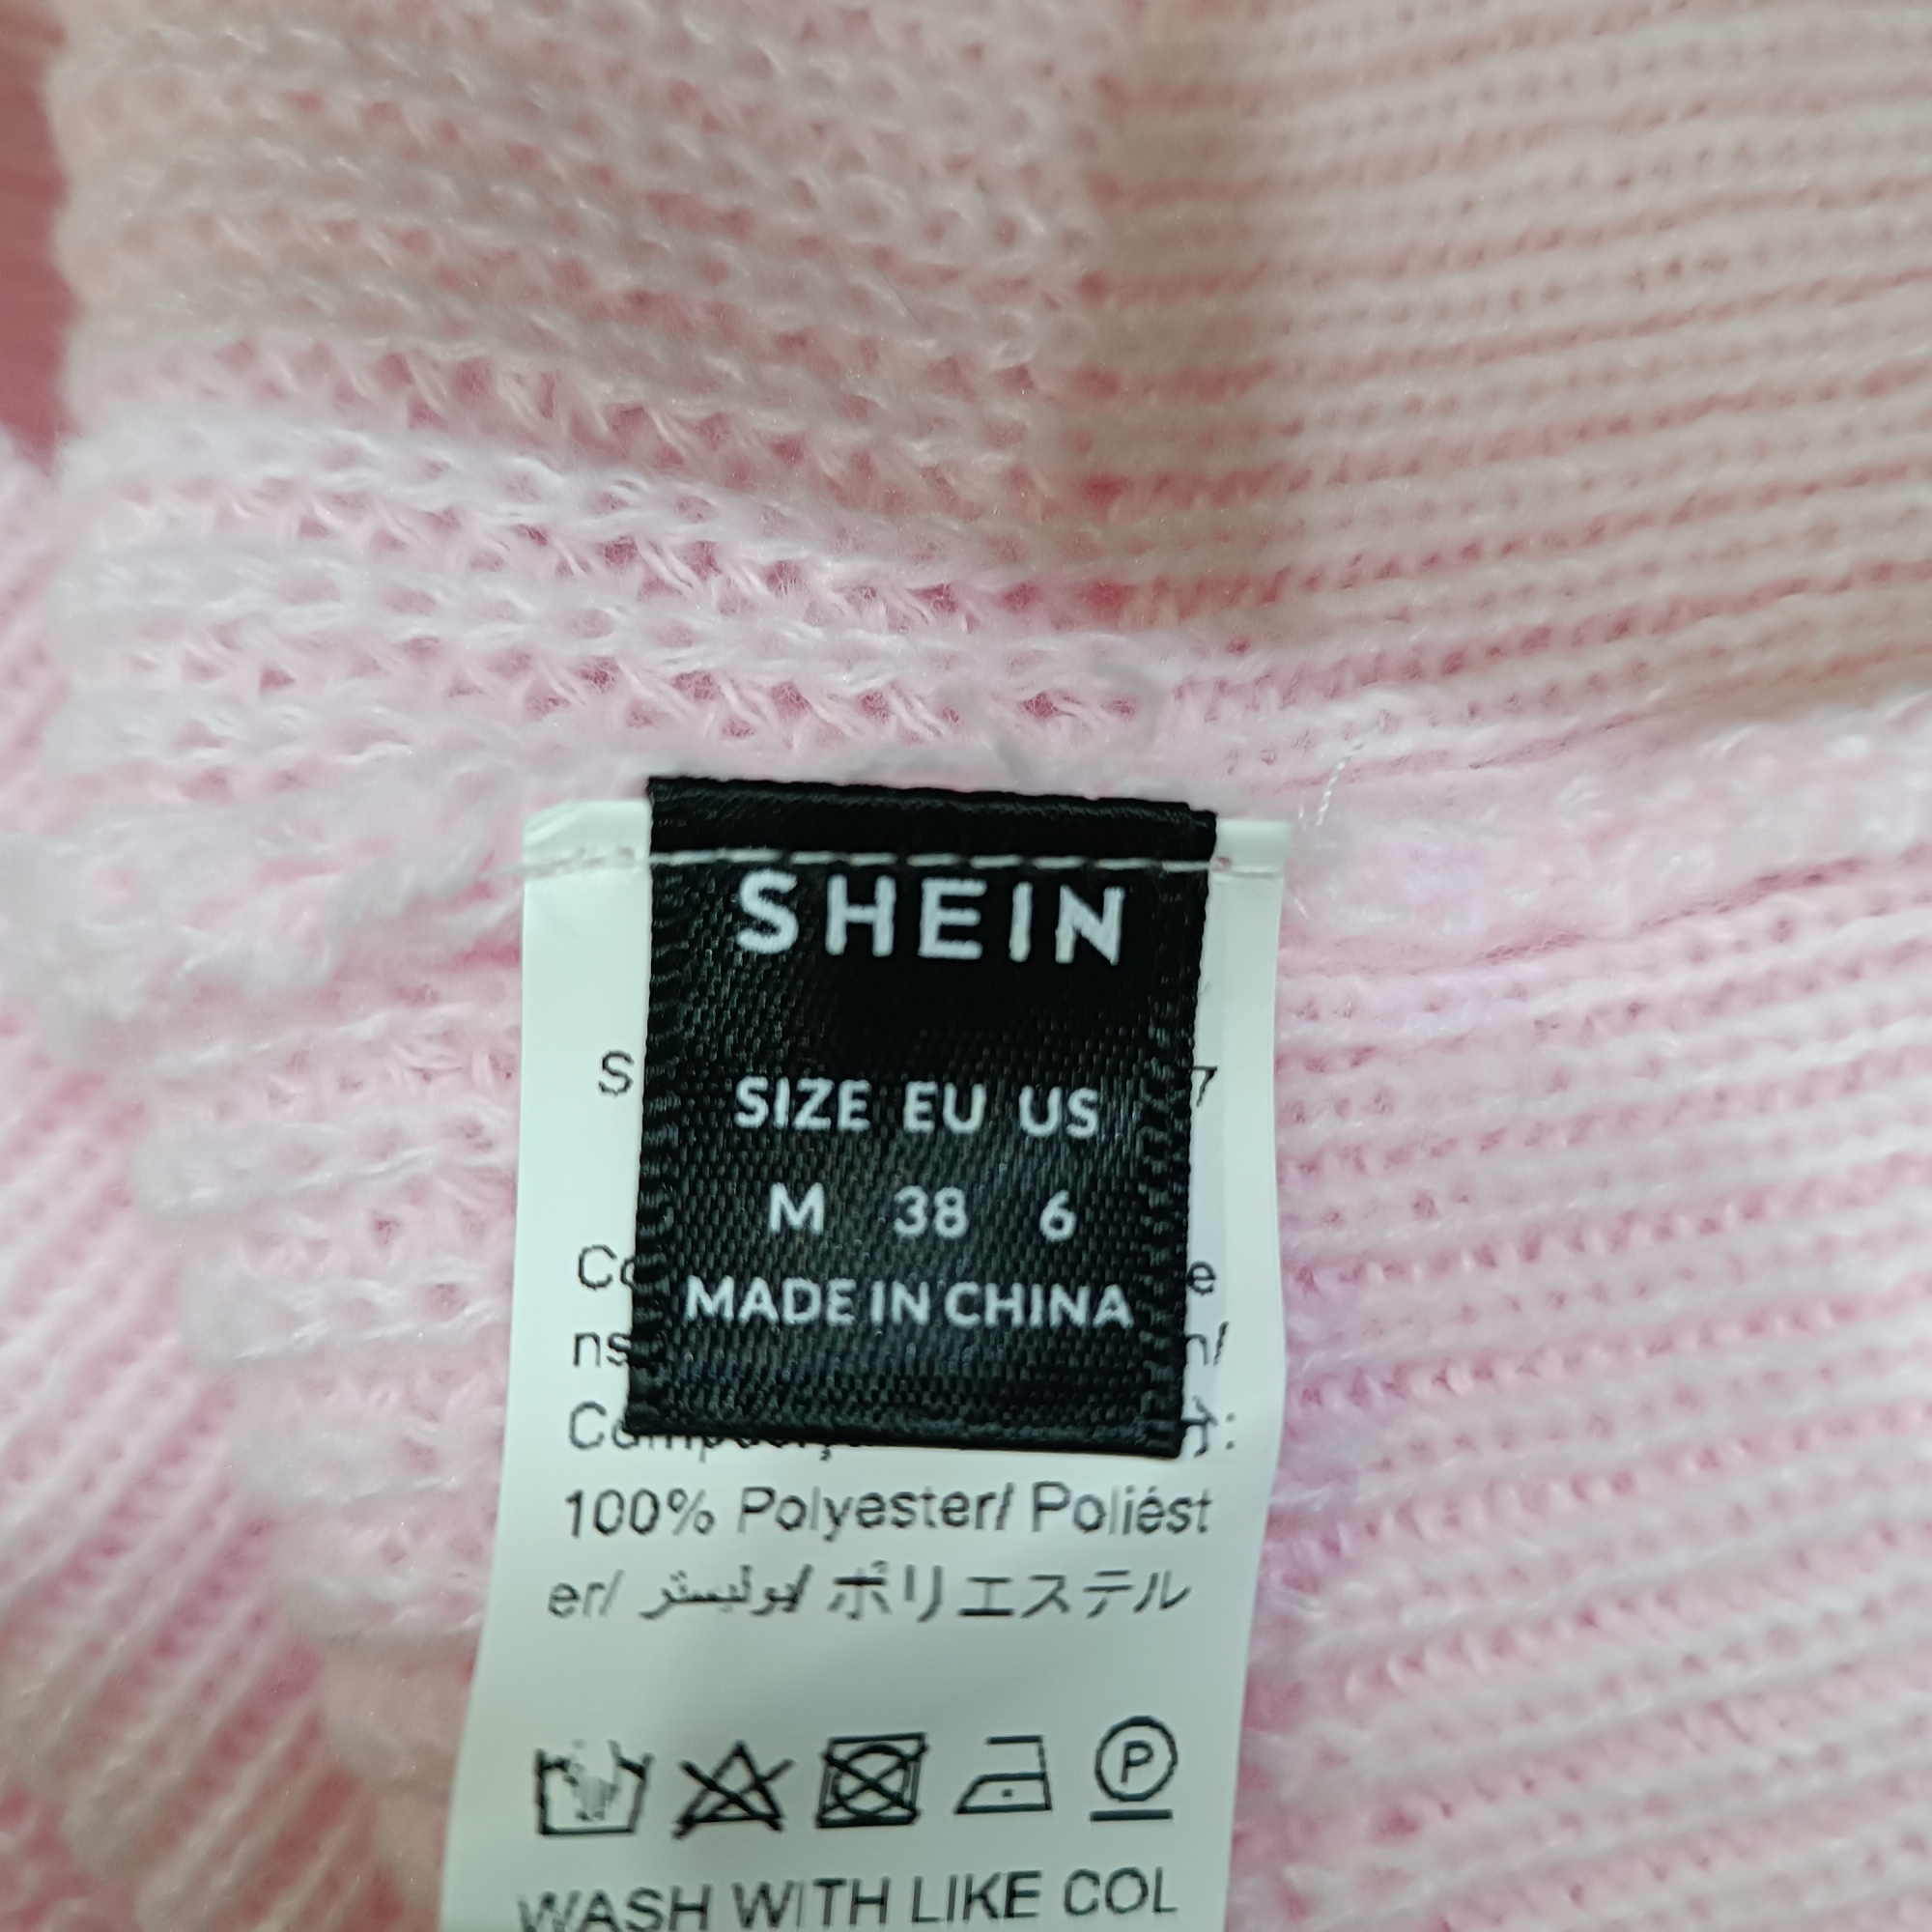 SHEIN
SIZE EU US
M 38 6
MADE IN CHINA
100% Polyester/ Poliést
er/ بوليستر/ ポリエステル
P
WASH WITH LIKE COL